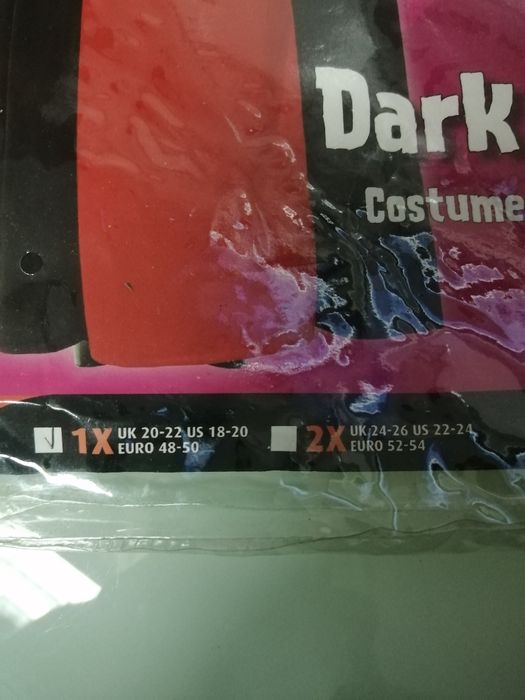 Dark
Costume
1X UK 20-22 US 18-20
EURO 48-50
2X UK 24-26 US 22-24
EURO 52-54